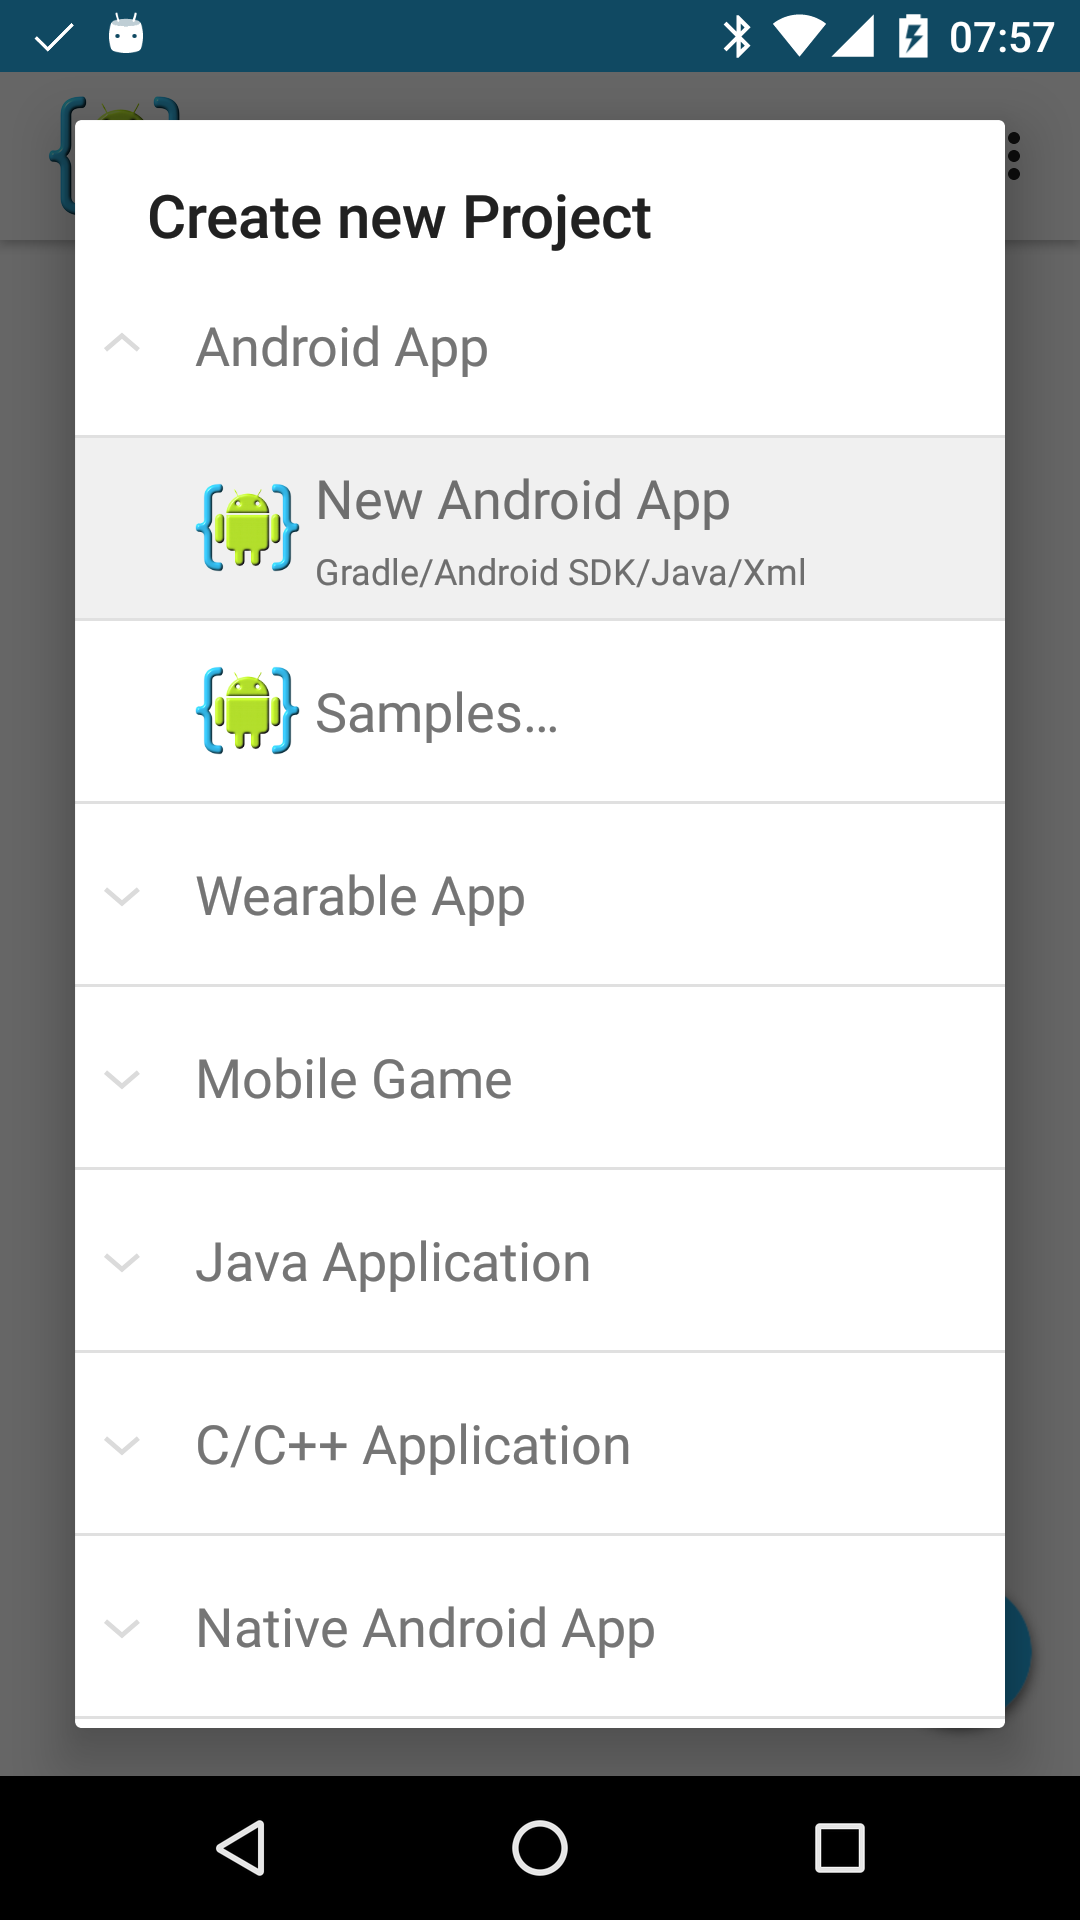 07:57
Create new Project
Android App
New Android App
Gradle/Android SDK/Java/Xml
Samples...
Wearable App
Mobile Game
Java Application
C/C++ Application
Native Android App